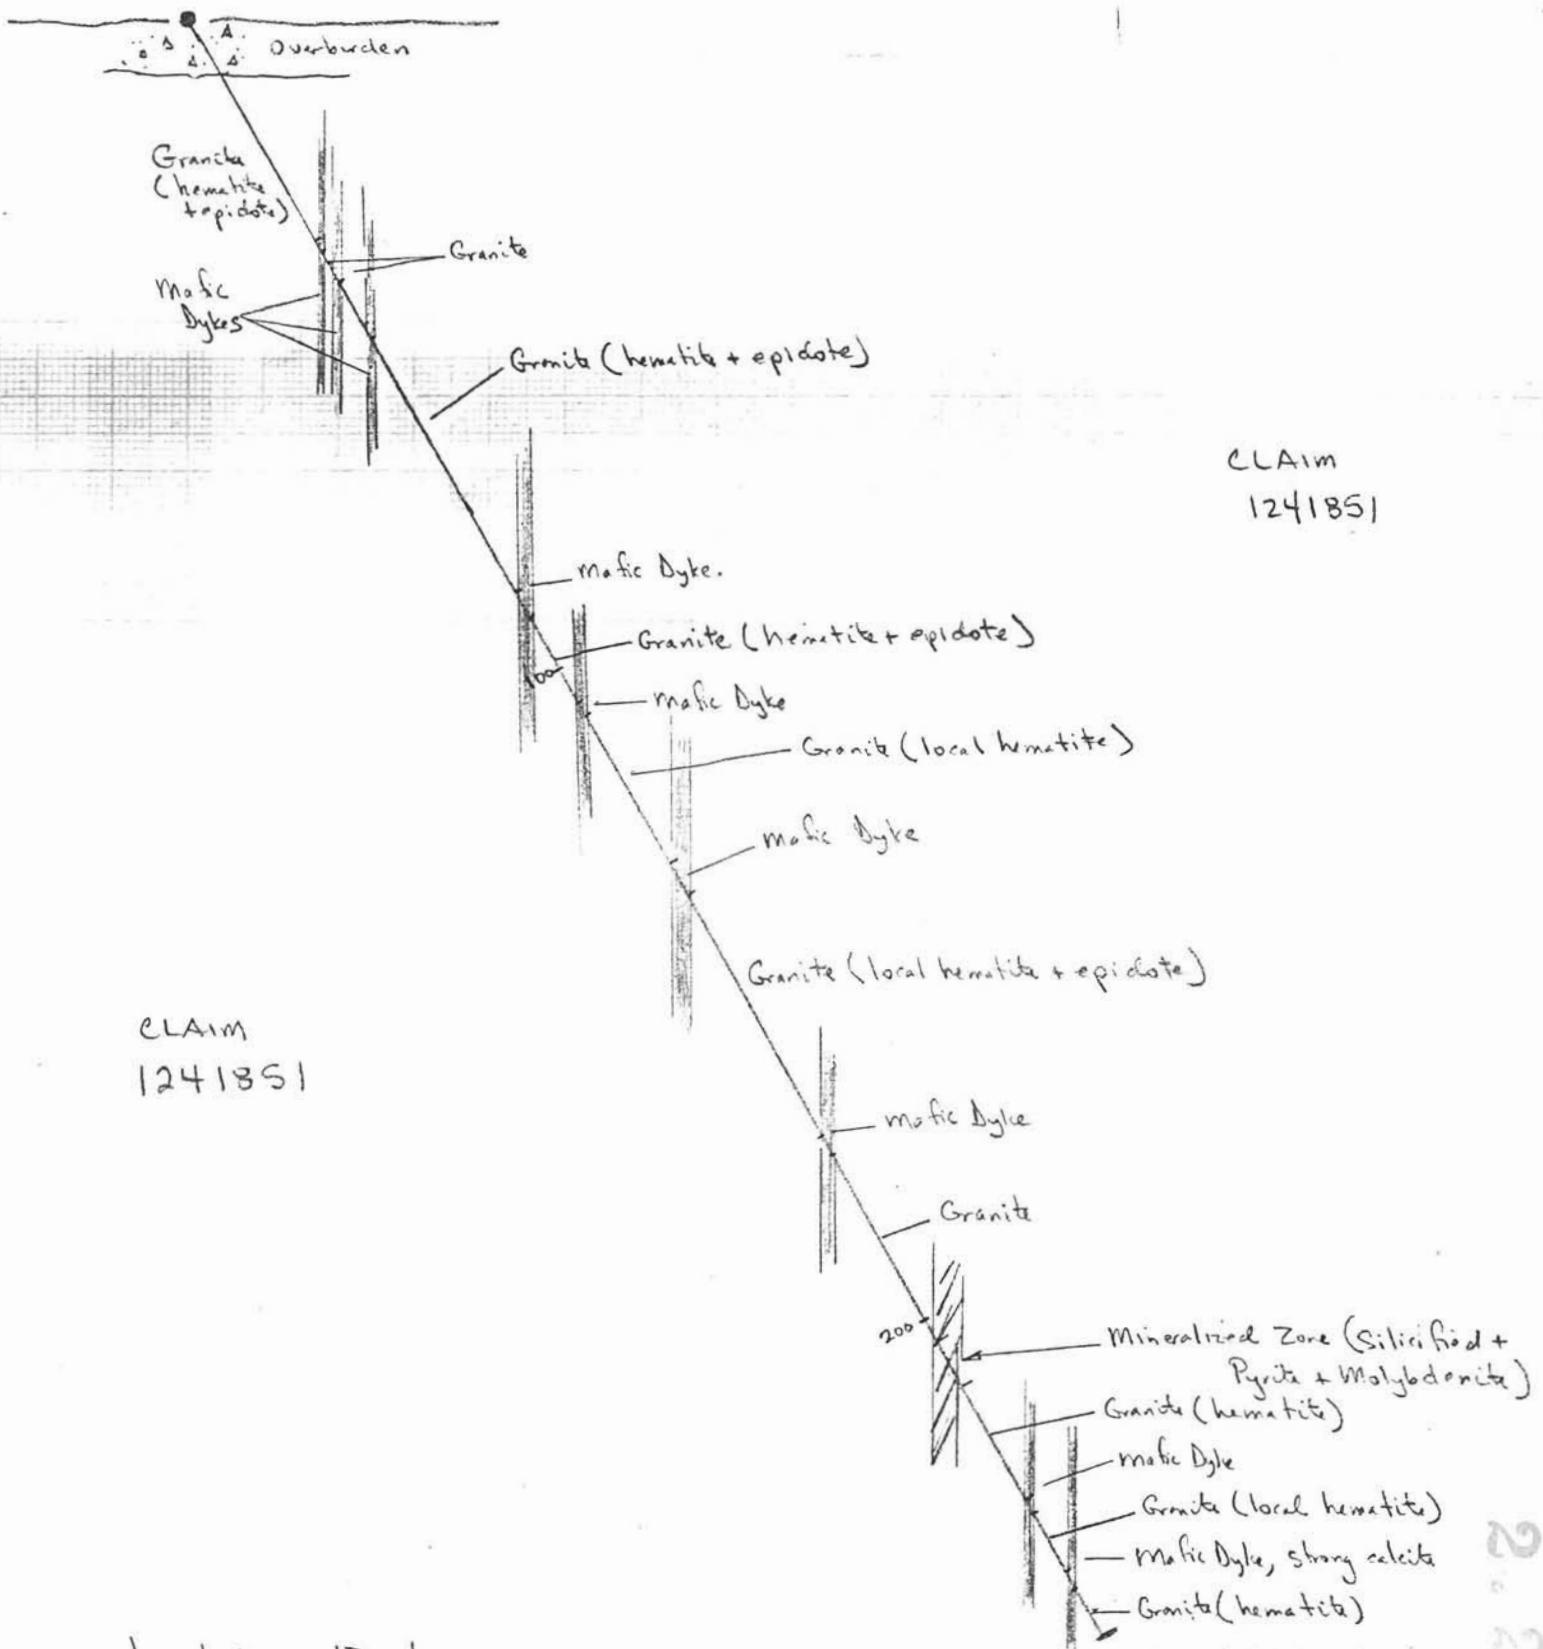 Overburden
Granite
(hematite
+ epidote)
Granite
Mafic
Dykes
Granite (hematite + epidote)
CLAIM
1241851
Mafic Dyke.
Granite (hematite + epidote)
100
Mafic Dyke
Granite (local hematite)
Mafic Dyke
Granite (local hematite + epidote)
CLAIM
1241851
Mafic Dyke
Granite
200
Mineralized Zone (Silicified +
Pyrite + Molybdenite)
Granite (hematite)
Mafic Dyke
Granite (local hematite)
Mafic Dyke, strong calcite
Granite (hematite)